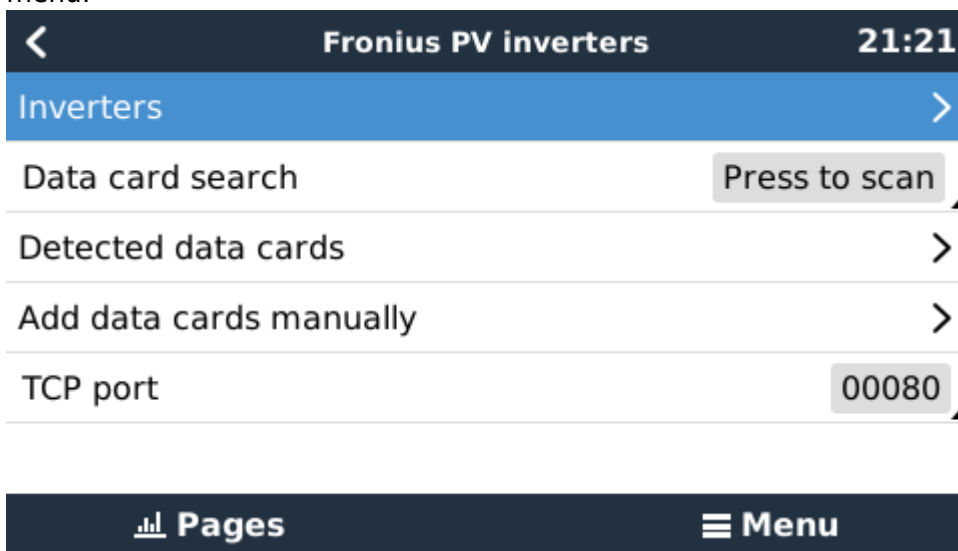 menu.
Fronius PV inverters 21:21
Inverters
Data card search Press to scan
Detected data cards
Add data cards manually
TCP port 00080
Pages Menu